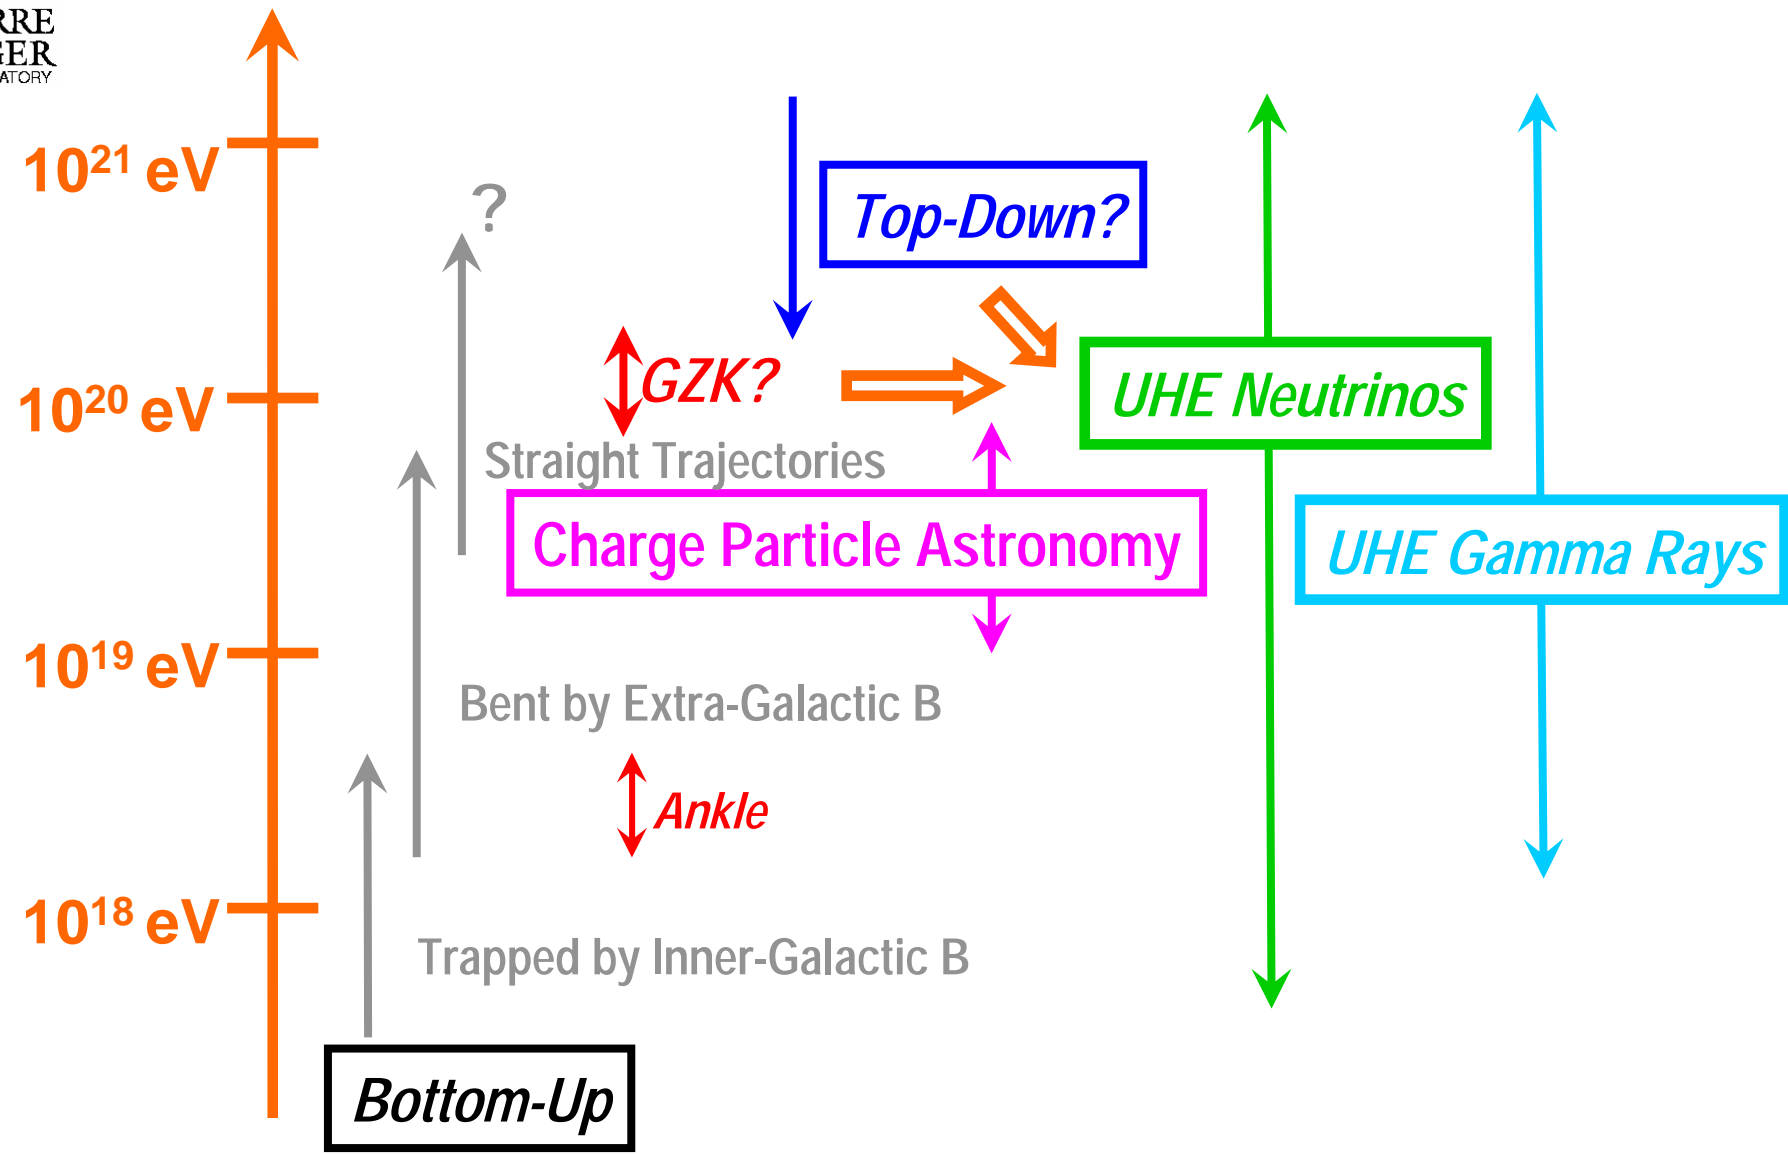 RRE
GER
ATORY
10²¹ eV
?
Top-Down?
GZK?
10²⁰ eV
UHE Neutrinos
Straight Trajectories
Charge Particle Astronomy
UHE Gamma Rays
10¹⁹ eV
Bent by Extra-Galactic B
Ankle
10¹⁸ eV
Trapped by Inner-Galactic B
Bottom-Up